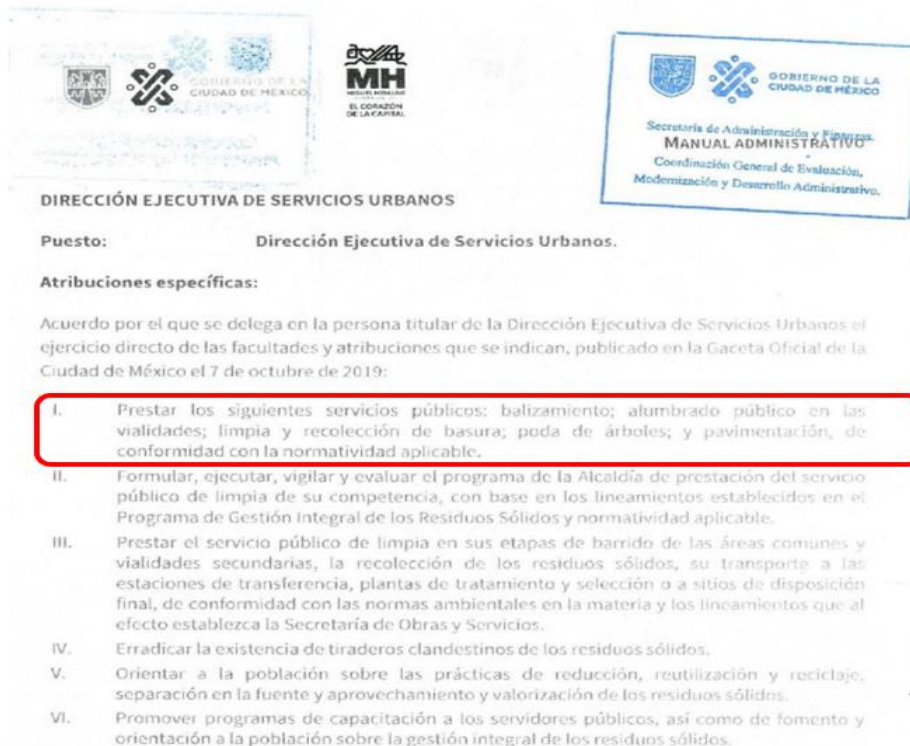 GOBIERNO DE LA
CIUDAD DE MÉXICO
MH
MIGUEL HIDALGO
EL CORAZÓN
DE LA CAPITAL
GOBIERNO DE LA
CIUDAD DE MÉXICO
Secretaría de Administración y Finanzas.
MANUAL ADMINISTRATIVO
Coordinación General de Evaluación,
Modernización y Desarrollo Administrativo.
DIRECCIÓN EJECUTIVA DE SERVICIOS URBANOS
Puesto: Dirección Ejecutiva de Servicios Urbanos.
Atribuciones específicas:
Acuerdo por el que se delega en la persona titular de la Dirección Ejecutiva de Servicios Urbanos el
ejercicio directo de las facultades y atribuciones que se indican, publicado en la Gaceta Oficial de la
Ciudad de México el 7 de octubre de 2019:
I. Prestar los siguientes servicios públicos: balizamiento; alumbrado público en las
vialidades; limpia y recolección de basura; poda de árboles; y pavimentación, de
conformidad con la normatividad aplicable.
II. Formular, ejecutar, vigilar y evaluar el programa de la Alcaldía de prestación del servicio
público de limpia de su competencia, con base en los lineamientos establecidos en el
Programa de Gestión Integral de los Residuos Sólidos y normatividad aplicable.
III. Prestar el servicio público de limpia en sus etapas de barrido de las áreas comunes y
vialidades secundarias, la recolección de los residuos sólidos, su transporte a las
estaciones de transferencia, plantas de tratamiento y selección o a sitios de disposición
final, de conformidad con las normas ambientales en la materia y los lineamientos que al
efecto establezca la Secretaría de Obras y Servicios.
IV. Erradicar la existencia de tiraderos clandestinos de los residuos sólidos.
V. Orientar a la población sobre las prácticas de reducción, reutilización y reciclaje,
separación en la fuente y aprovechamiento y valorización de los residuos sólidos.
VI. Promover programas de capacitación a los servidores públicos, así como de fomento y
orientación a la población sobre la gestión integral de los residuos sólidos.